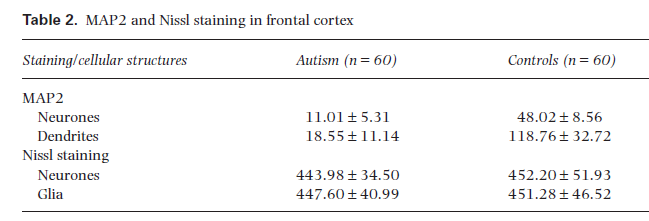 Table 2. MAP2 and Nissl staining in frontal cortex
Staining/cellular structures Autism (n = 60) Controls (n = 60)
MAP2
Neurones 11.01 ± 5.31 48.02 ± 8.56
Dendrites 18.55 ± 11.14 118.76 ± 32.72
Nissl staining
Neurones 443.98 ± 34.50 452.20 ± 51.93
Glia 447.60 ± 40.99 451.28 ± 46.52